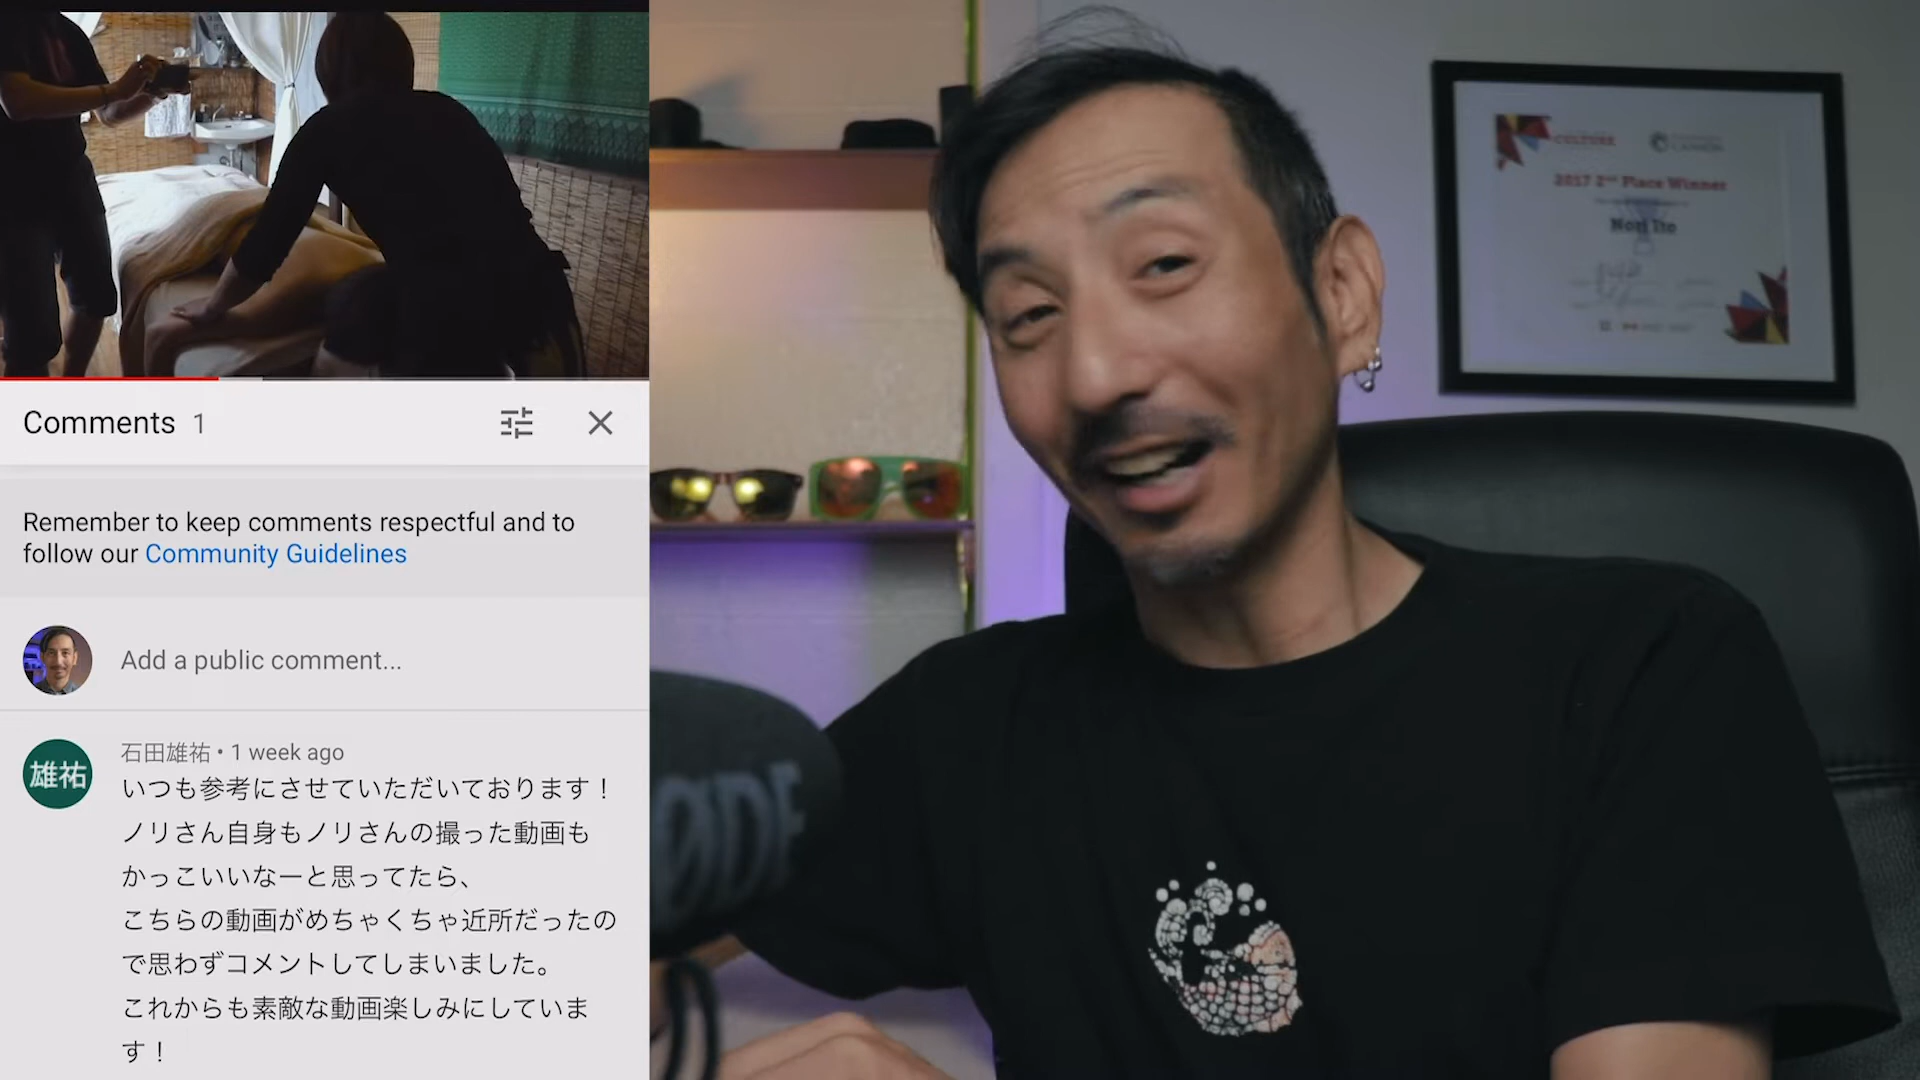 Comments 1
Remember to keep comments respectful and to
follow our Community Guidelines
Add a public comment...
雄祐
石田雄祐 • 1 week ago
いつも参考にさせていただいております！
ノリさん自身もノリさんの撮った動画も
かっこいいなーと思ってたら、
こちらの動画がめちゃくちゃ近所だったの
で思わずコメントしてしまいました。
これからも素敵な動画楽しみにしていま
す！
RØDE
CULTURE
2017 2nd Place Winner
Nori Ito